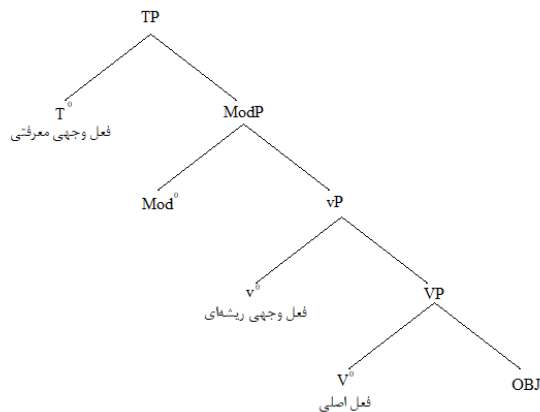 TP
T⁰
فعل وجهی معرفتی
ModP
Mod⁰
vP
v⁰
فعل وجهی ریشه‌ای
VP
V⁰
فعل اصلی
OBJ